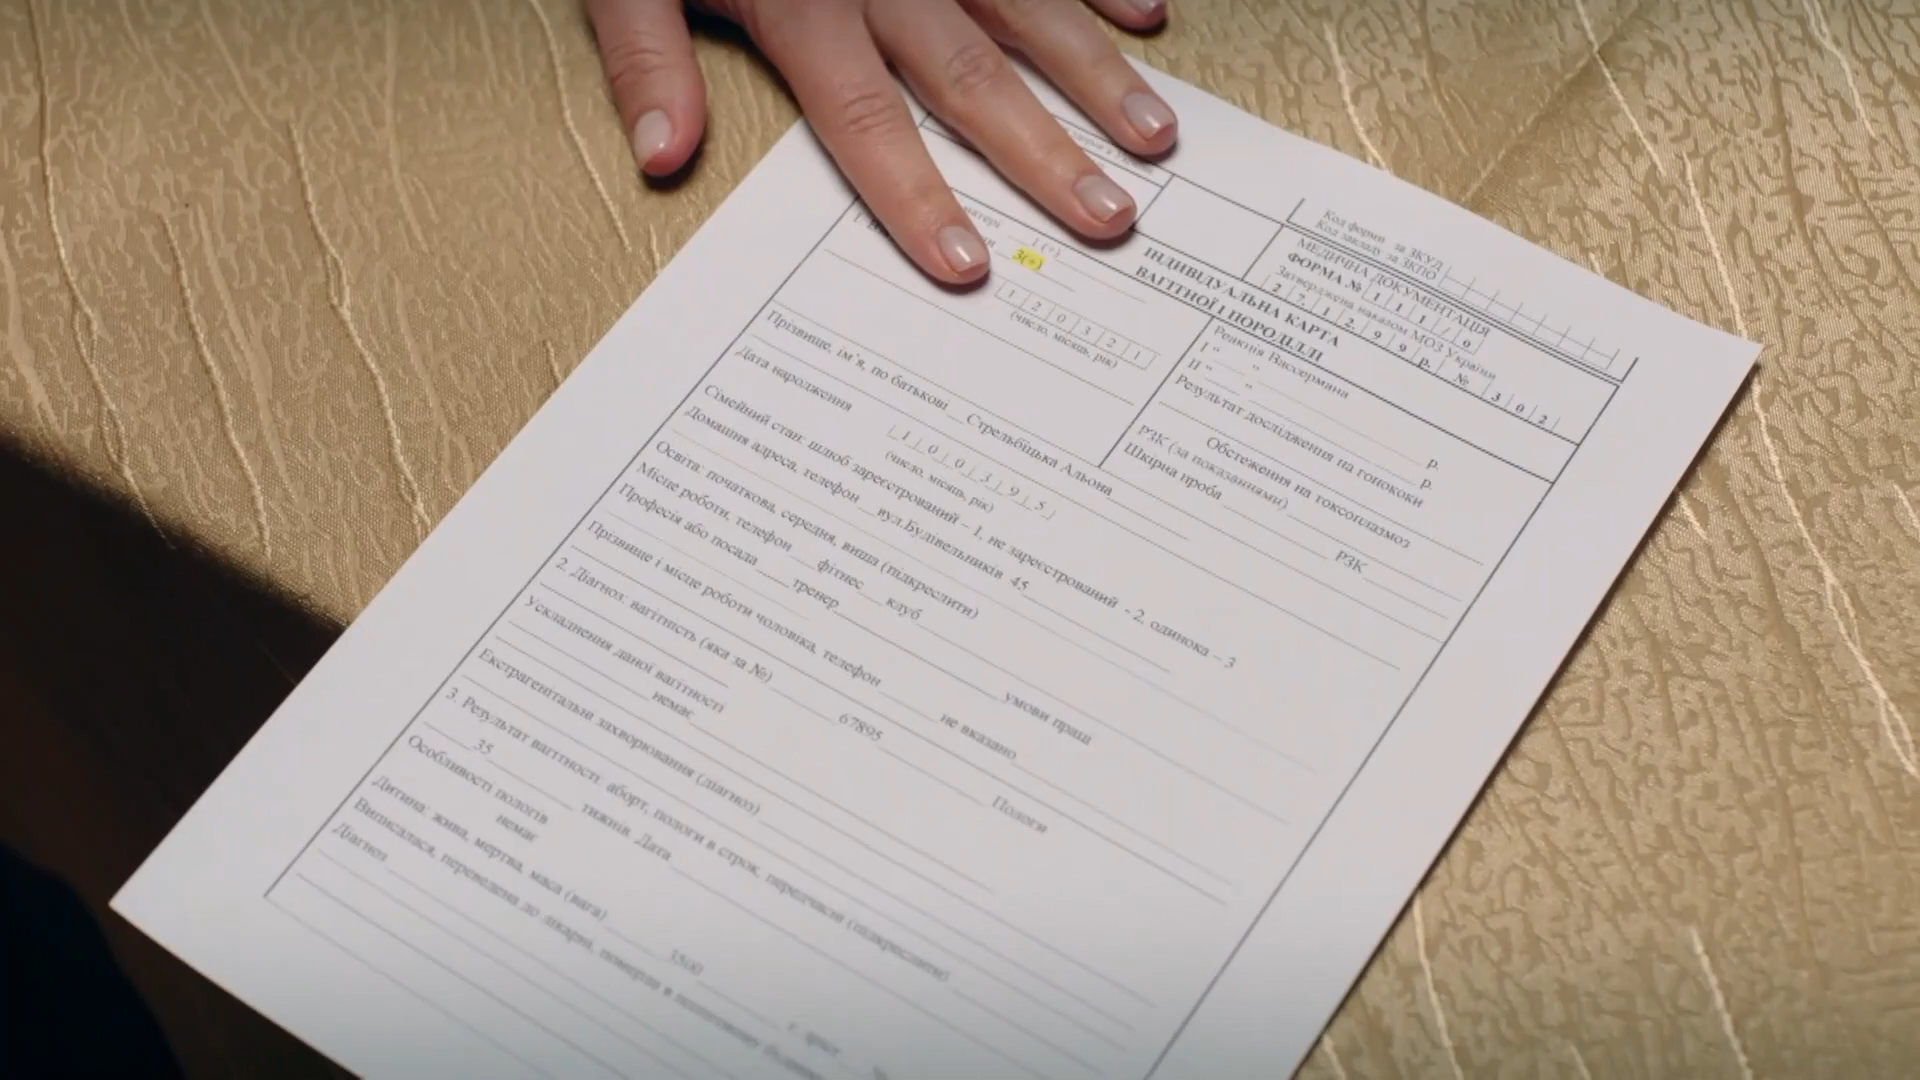 Код форми за ЗКУД
Код закладу за ЗКПО
МЕДИЧНА ДОКУМЕНТАЦІЯ
ФОРМА № 1 1 1 / о
Затверджена наказом МОЗ України
2 7. 1 2. 9 9 р. № 3 0 2
ІНДИВІДУАЛЬНА КАРТА
ВАГІТНОЇ І ПОРОДІЛЛІ
матері 1 (+)
3(+)
1 2 0 3 2 1
(число, місяць, рік)
Реакція Вассермана
І “ “ р.
ІІ “ “ р.
Результат дослідження на гонококи
Обстеження на токсоплазмоз
РЗК (за показаннями) РЗК
Шкірна проба
Прізвище, ім’я, по батькові Стрельбіцька Альона
Дата народження 1 0 0 3 9 5
(число, місяць, рік)
Сімейний стан: шлюб зареєстрований – 1, не зареєстрований - 2, одинока – 3
Домашня адреса, телефон вул.Будівельників 45
Освіта: початкова, середня, вища (підкреслити)
Місце роботи, телефон фітнес клуб умови праці
Професія або посада тренер
Прізвище і місце роботи чоловіка, телефон не вказано
2. Діагноз: вагітність (яка за №) 67895 Пологи
Ускладнення даної вагітності
немає
Екстрагенітальні захворювання (діагноз)
3. Результат вагітності: аборт, пологи в строк, передчасні (підкреслити)
35 тижнів. Дата
Особливості пологів
немає
Дитина: жива, мертва, маса (вага) 3500
Виписалася, переведена до лікарні, померла в
Діагноз